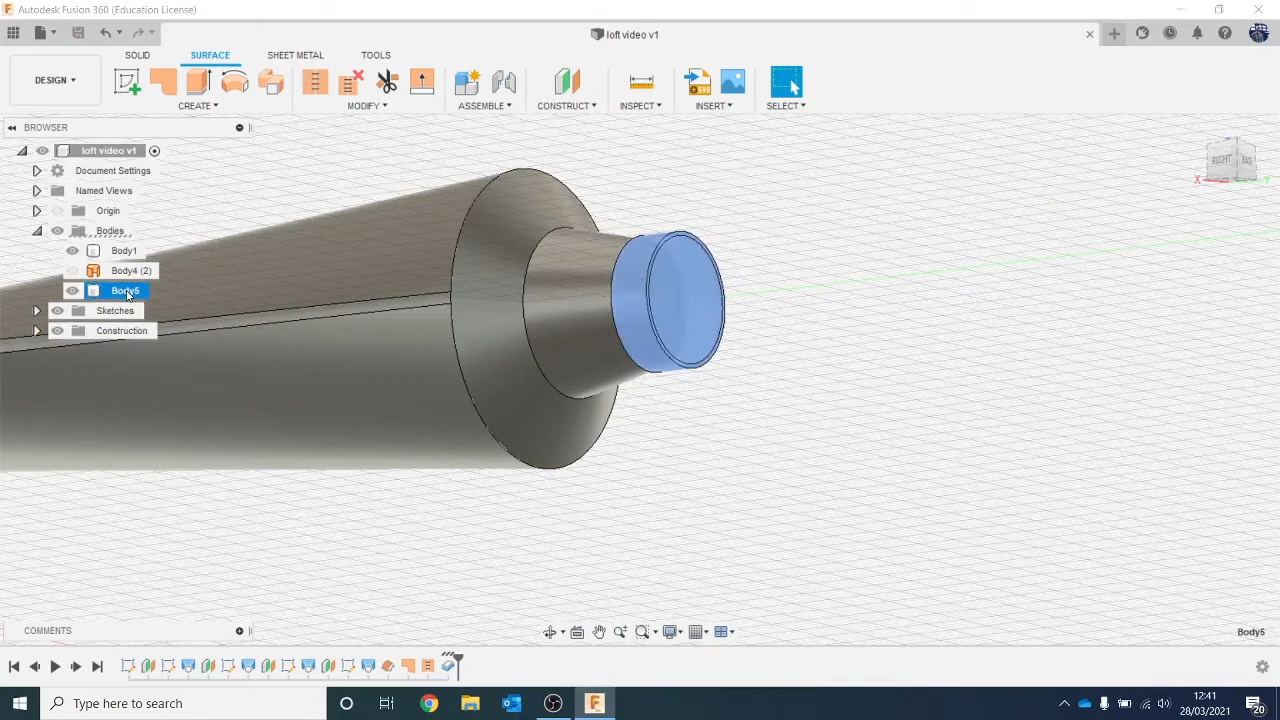 Autodesk Fusion 360 (Education License)
loft video v1
SOLID SURFACE SHEET METAL TOOLS
DESIGN
CREATE MODIFY ASSEMBLE CONSTRUCT INSPECT INSERT SELECT
BROWSER
loft video v1
Document Settings
Named Views
Origin
Bodies
Body1
Body4 (2)
Body5
Sketches
Construction
RIGHT
X
Y
COMMENTS
Body5
Type here to search
12:41
28/03/2021
20